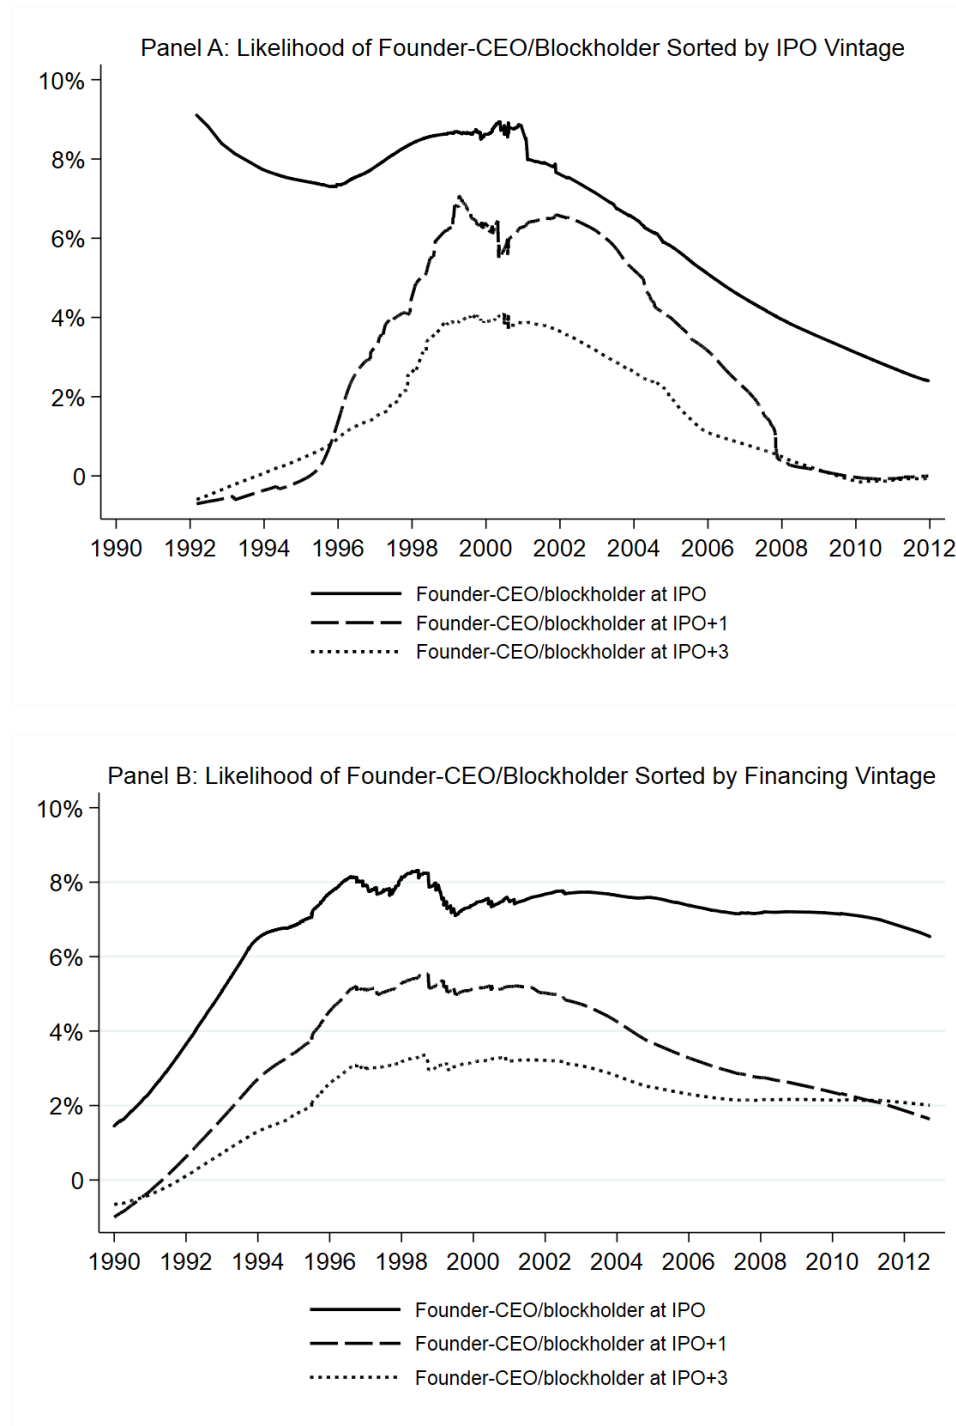 Panel A: Likelihood of Founder-CEO/Blockholder Sorted by IPO Vintage
10%
8%
6%
4%
2%
0
1990 1992 1994 1996 1998 2000 2002 2004 2006 2008 2010 2012
Founder-CEO/blockholder at IPO
Founder-CEO/blockholder at IPO+1
Founder-CEO/blockholder at IPO+3
Panel B: Likelihood of Founder-CEO/Blockholder Sorted by Financing Vintage
10%
8%
6%
4%
2%
0
1990 1992 1994 1996 1998 2000 2002 2004 2006 2008 2010 2012
Founder-CEO/blockholder at IPO
Founder-CEO/blockholder at IPO+1
Founder-CEO/blockholder at IPO+3